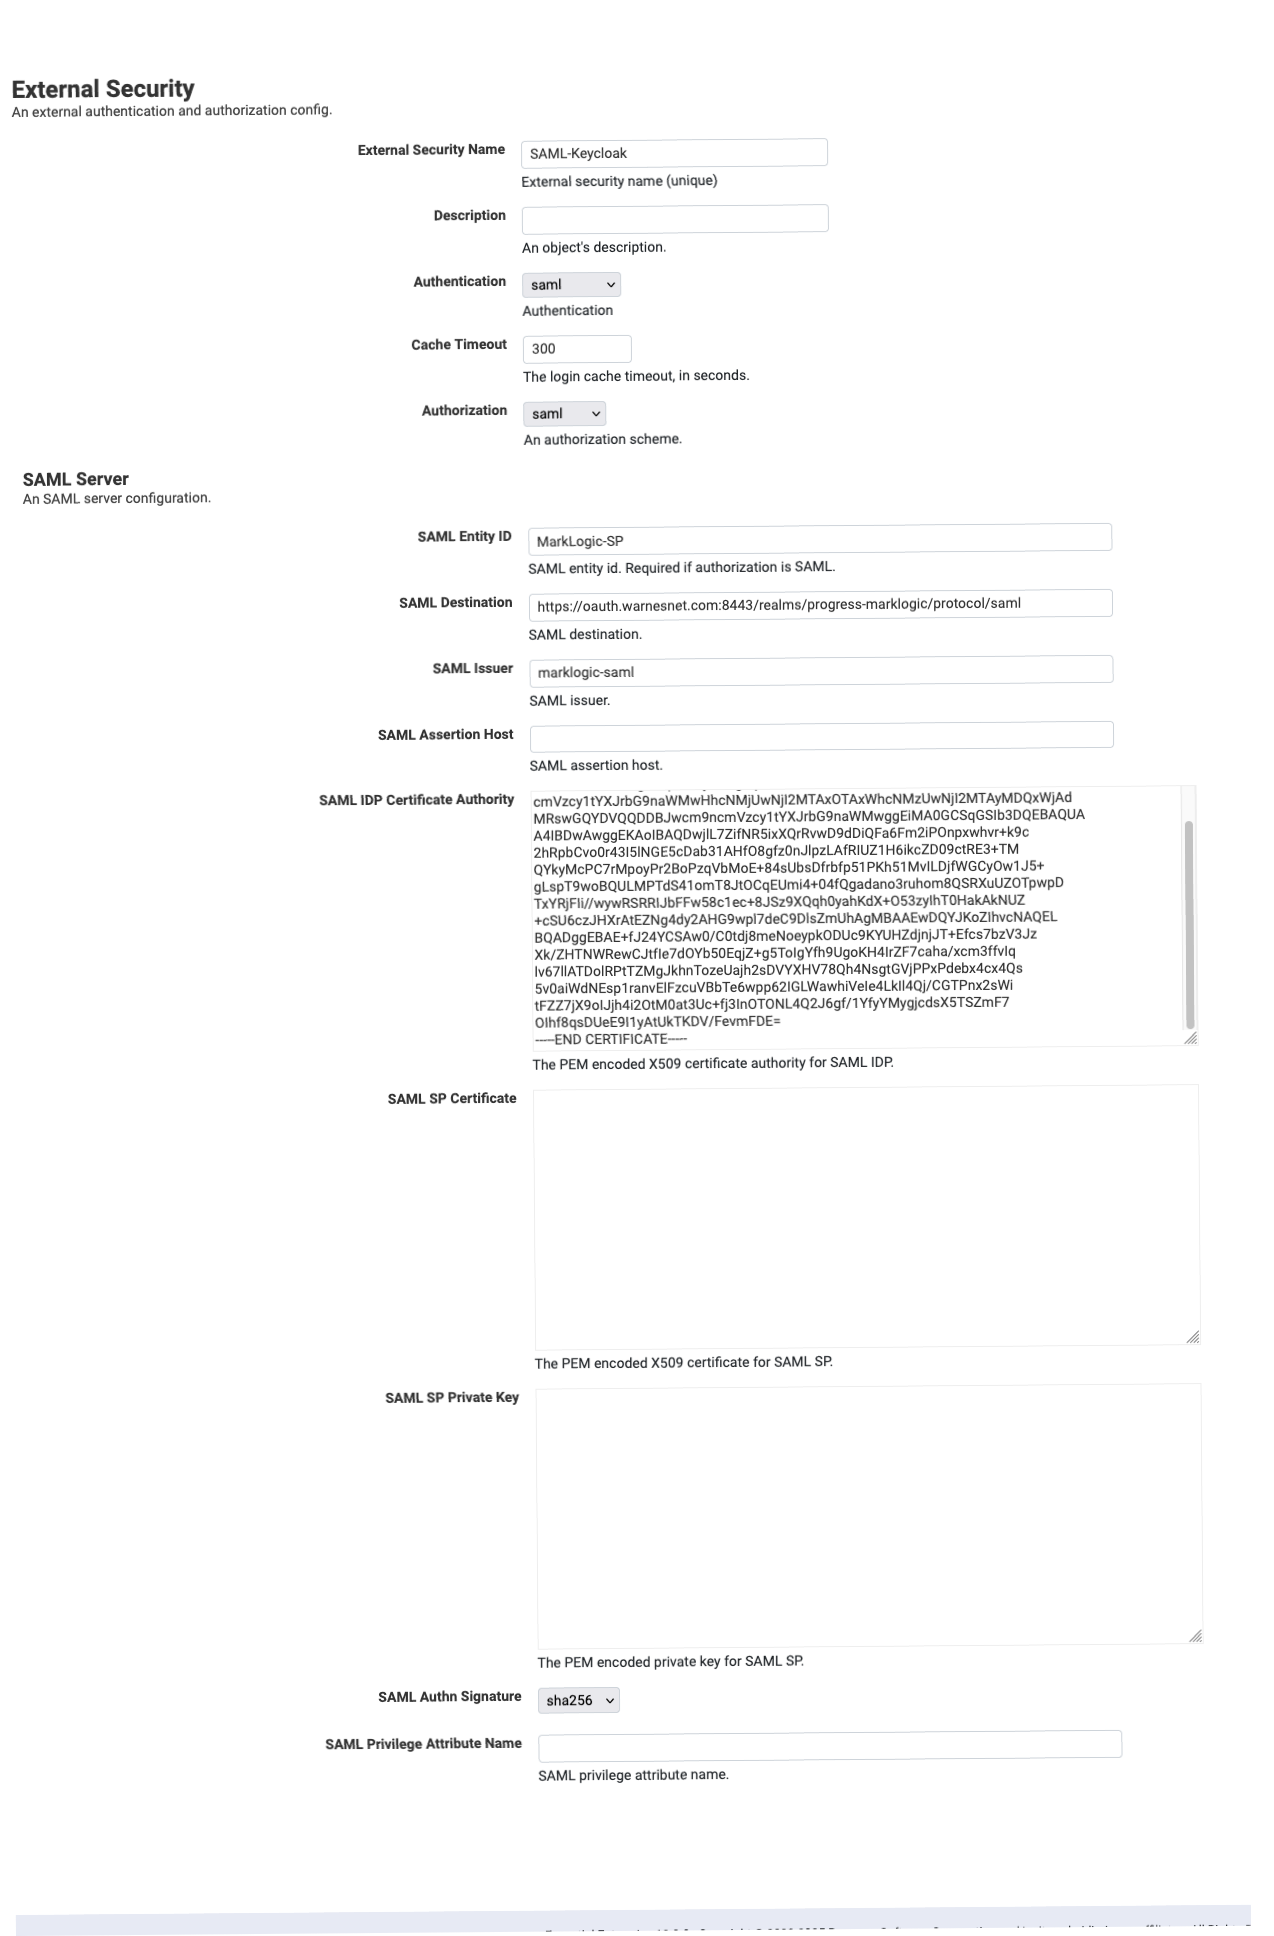 External Security
An external authentication and authorization config.
External Security Name
SAML-Keycloak
External security name (unique)
Description
An object's description.
Authentication
saml
Authentication
Cache Timeout
300
The login cache timeout, in seconds.
Authorization
saml
An authorization scheme.
SAML Server
An SAML server configuration.
SAML Entity ID
MarkLogic-SP
SAML entity id. Required if authorization is SAML.
SAML Destination
https://oauth.warnesnet.com:8443/realms/progress-marklogic/protocol/saml
SAML destination.
SAML Issuer
marklogic-saml
SAML issuer.
SAML Assertion Host
SAML assertion host.
SAML IDP Certificate Authority
cmVzcy1tYXJrbG9naWMwHhcNMjUwNjI2MTAxOTAxWhcNMzUwNjI2MTAyMDQxWjAd
MRswGQYDVQQDDBJwcm9ncmVzcy1tYXJrbG9naWMwggEiMA0GCSqGSIb3DQEBAQUA
A4IBDwAwggEKAoIBAQDwjlL7ZifNR5ixXQrRvwD9dDiQFa6Fm2iPOnpxwhvr+k9c
2hRpbCvo0r43I5lNGE5cDab31AHfO8gfz0nJlpzLAfRIUZ1H6ikcZD09ctRE3+TM
QYkyMcPC7rMpoyPr2BoPzqVbMoE+84sUbsDfrbfp51PKh51MvILDjfWGCyOw1J5+
gLspT9woBQULMPTdS41omT8JtOCqEUmi4+04fQgadano3ruhom8QSRXuUZOTpwpD
TxYRjFIi//wywRSRRIJbFFw58c1ec+8JSz9XQqh0yahKdX+O53zyIhT0HakAkNUZ
+cSU6czJHXrAtEZNg4dy2AHG9wpl7deC9DlsZmUhAgMBAAEwDQYJKoZIhvcNAQEL
BQADggEBAE+fJ24YCSAw0/C0tdj8meNoeypkODUc9KYUHZdjnjJT+Efcs7bzV3Jz
Xk/ZHTNWRewCJtfIe7dOYb50EqjZ+g5ToIgYfh9UgoKH4IrZF7caha/xcm3ffvIq
lv67llATDolRPtTZMgJkhnTozeUajh2sDVYXHV78Qh4NsgtGVjPPxPdebx4cx4Qs
5v0aiWdNEsp1ranvElFzcuVBbTe6wpp62IGLWawhiVeIe4LkIl4Qj/CGTPnx2sWi
tFZZ7jX9olJjh4i2OtM0at3Uc+fj3InOTONL4Q2J6gf/1YfyYMygjcdsX5TSZmF7
OIhf8qsDUeE9I1yAtUkTKDV/FevmFDE=
-----END CERTIFICATE-----
The PEM encoded X509 certificate authority for SAML IDP.
SAML SP Certificate
The PEM encoded X509 certificate for SAML SP.
SAML SP Private Key
The PEM encoded private key for SAML SP.
SAML Authn Signature
sha256
SAML Privilege Attribute Name
SAML privilege attribute name.